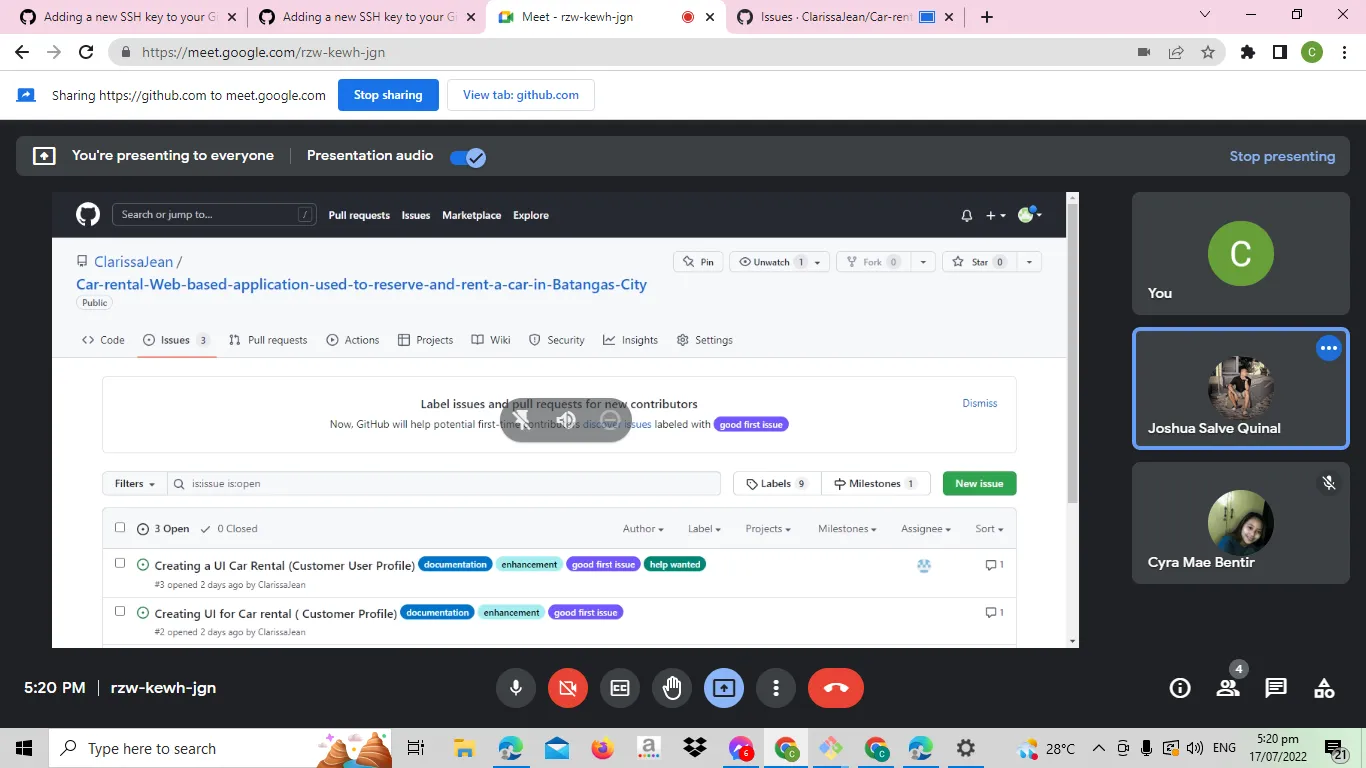 Adding a new SSH key to your Gi
Adding a new SSH key to your Gi
Meet - rzw-kewh-jgn
Issues · ClarissaJean/Car-rent
https://meet.google.com/rzw-kewh-jgn
C
Sharing https://github.com to meet.google.com
Stop sharing
View tab: github.com
You're presenting to everyone
Presentation audio
Stop presenting
Search or jump to...
/
Pull requests
Issues
Marketplace
Explore
ClarissaJean /
Pin
Unwatch 1
Fork 0
Star 0
Car-rental-Web-based-application-used-to-reserve-and-rent-a-car-in-Batangas-City
Public
Code
Issues 3
Pull requests
Actions
Projects
Wiki
Security
Insights
Settings
Label issues and pull requests for new contributors
Dismiss
Now, GitHub will help potential first-time contributors discover issues labeled with good first issue
Filters
is:issue is:open
Labels 9
Milestones 1
New issue
3 Open
0 Closed
Author
Label
Projects
Milestones
Assignee
Sort
Creating a UI Car Rental (Customer User Profile) documentation enhancement good first issue help wanted
1
#3 opened 2 days ago by ClarissaJean
Creating UI for Car rental ( Customer Profile) documentation enhancement good first issue
1
#2 opened 2 days ago by ClarissaJean
C
You
Joshua Salve Quinal
Cyra Mae Bentir
5:20 PM
rzw-kewh-jgn
4
Type here to search
a
6
C
C
28°C
ENG
5:20 pm
17/07/2022
21